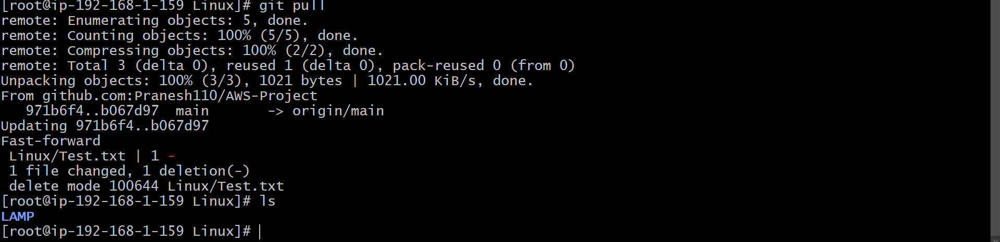 [root@ip-192-168-1-159 Linux]# git pull
remote: Enumerating objects: 5, done.
remote: Counting objects: 100% (5/5), done.
remote: Compressing objects: 100% (2/2), done.
remote: Total 3 (delta 0), reused 1 (delta 0), pack-reused 0 (from 0)
Unpacking objects: 100% (3/3), 1021 bytes | 1021.00 KiB/s, done.
From github.com:Pranesh110/AWS-Project
   971b6f4..b067d97  main       -> origin/main
Updating 971b6f4..b067d97
Fast-forward
 Linux/Test.txt | 1 -
 1 file changed, 1 deletion(-)
 delete mode 100644 Linux/Test.txt
[root@ip-192-168-1-159 Linux]# ls
LAMP
[root@ip-192-168-1-159 Linux]#